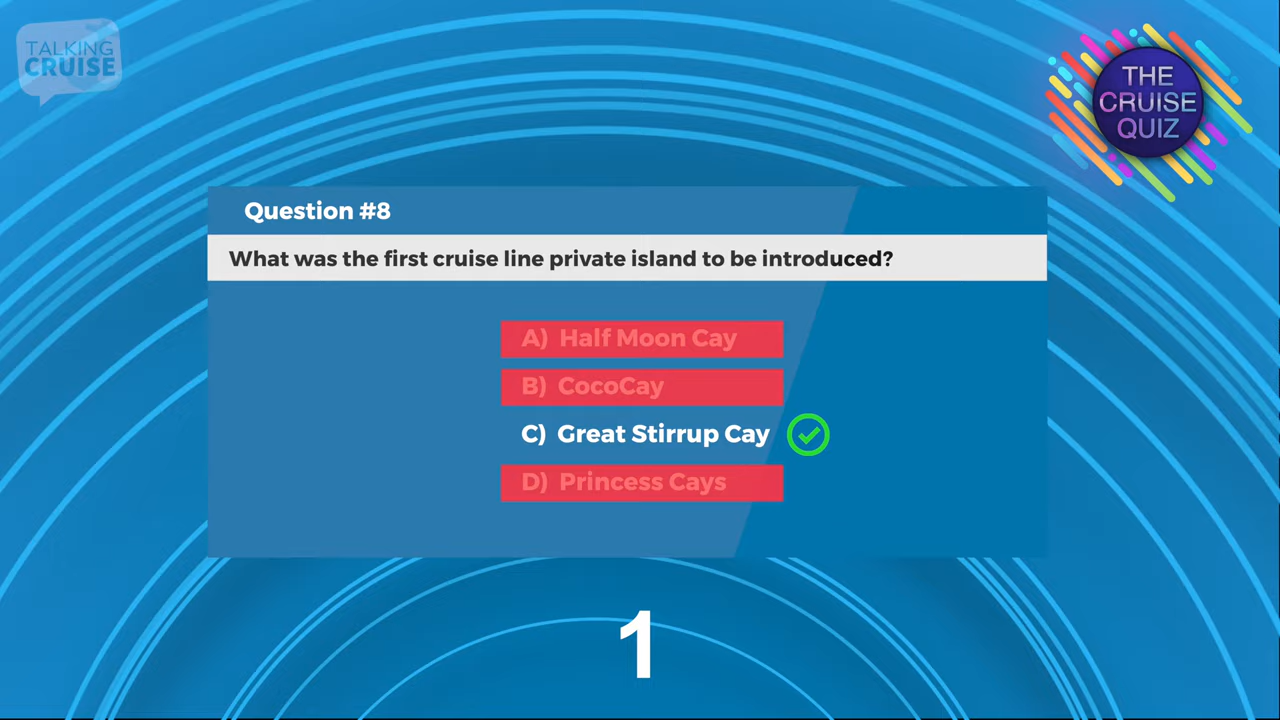 TALKING
CRUISE
THE
CRUISE
QUIZ
Question #8
What was the first cruise line private island to be introduced?
A) Half Moon Cay
B) CocoCay
C) Great Stirrup Cay
D) Princess Cays
1